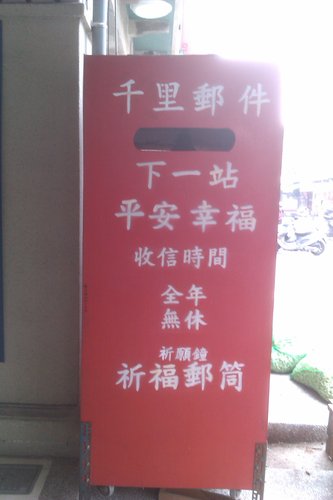 千里郵件
下一站
平安幸福
收信時間
全年
無休
祈願鐘
祈福郵筒